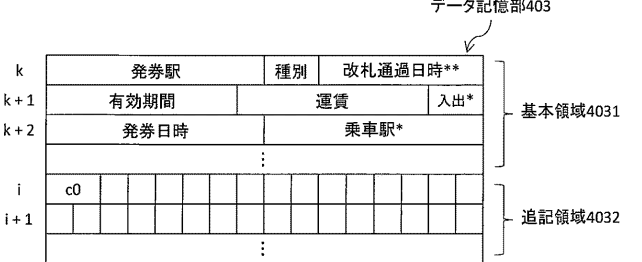 データ記憶部403
k 発券駅 種別 改札通過日時**
k+1 有効期間 運賃 入出*
基本領域4031
k+2 発券日時 乗車駅*
⋮
i c0
i+1
追記領域4032
⋮